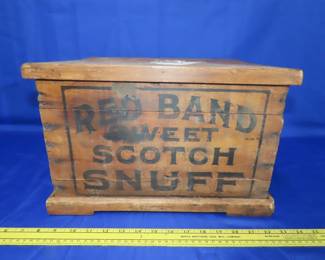 RED BAND
SWEET
SCOTCH
SNUFF